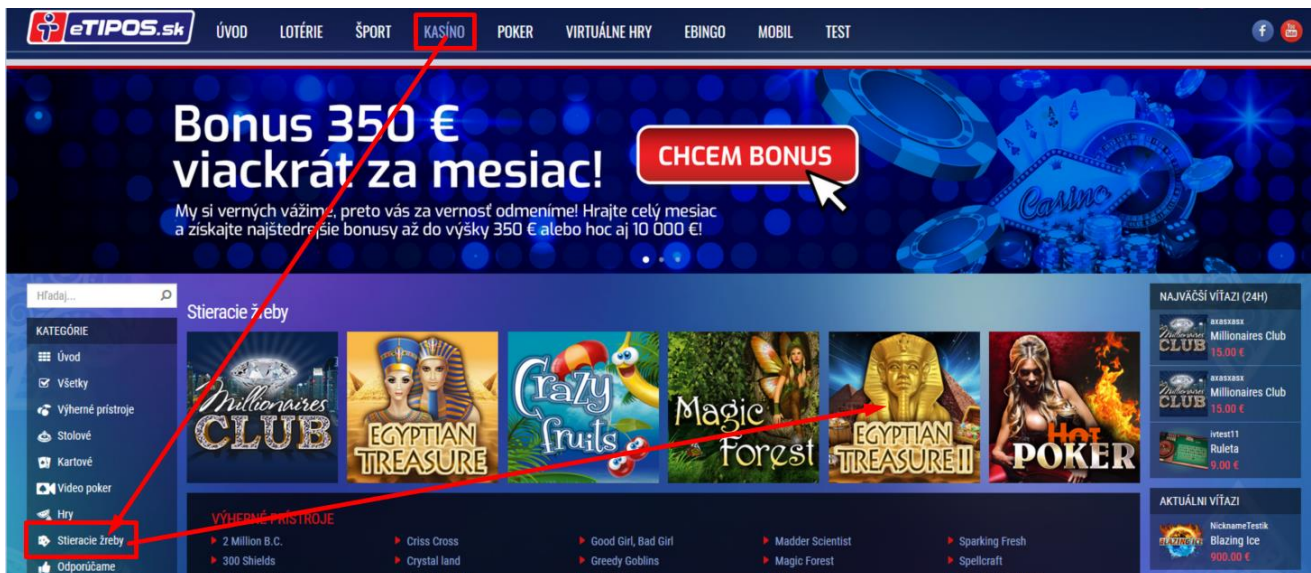 eTIPOS.sk
ÚVOD LOTÉRIE ŠPORT KASÍNO POKER VIRTUÁLNE HRY EBINGO MOBIL TEST
Bonus 350 €
viackrát za mesiac!
CHCEM BONUS
My si verných vážime, preto vás za vernosť odmeníme! Hrajte celý mesiac
a získajte najštedrejšie bonusy až do výšky 350 € alebo hoc aj 10 000 €!
Casino
Hľadaj...
KATEGÓRIE
Úvod
Všetky
Výherné prístroje
Stolové
Kartové
Video poker
Hry
Stieracie žreby
Odporúčame
Stieracie žreby
Millionaires
CLUB
EGYPTIAN
TREASURE
Crazy
fruits
Magic
Forest
EGYPTIAN
TREASURE II
Hot
POKER
VÝHERNÉ PRÍSTROJE
2 Million B.C. Criss Cross Good Girl, Bad Girl Madder Scientist Sparking Fresh
300 Shields Crystal land Greedy Goblins Magic Forest Spellcraft
NAJVÄČŠÍ VÍŤAZI (24H)
axasxasx
Millionaires Club
15.00 €
axasxasx
Millionaires Club
15.00 €
ivtest11
Ruleta
9.00 €
AKTUÁLNI VÍŤAZI
NicknameTestik
Blazing Ice
900.00 €